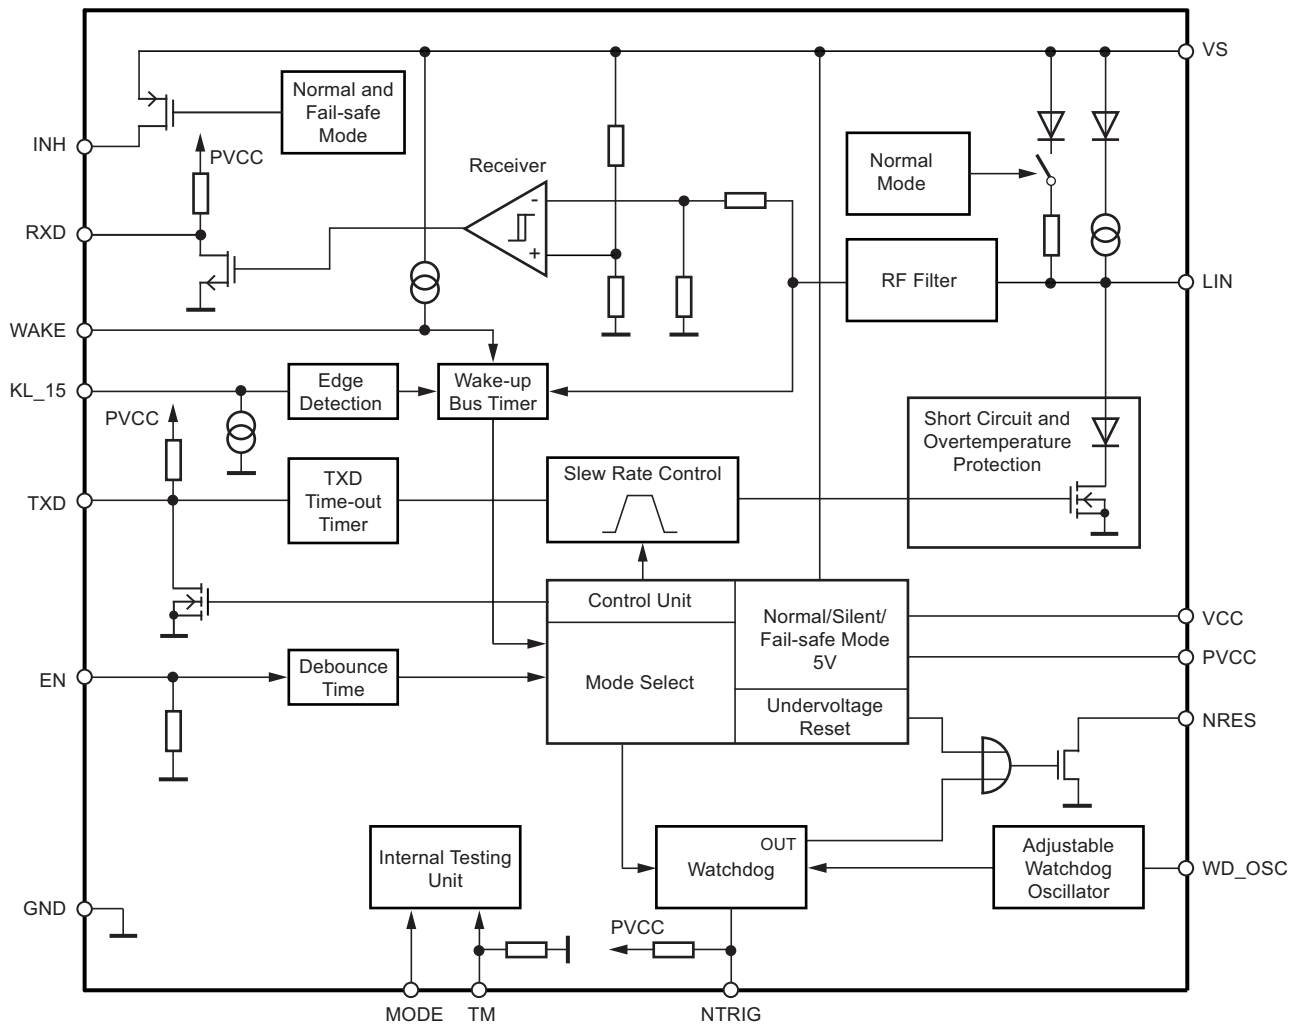 VS
Normal and
Fail-safe
Mode
INH
PVCC
Receiver
Normal
Mode
-
RXD
+
RF Filter
LIN
WAKE
KL_15
Edge
Detection
Wake-up
Bus Timer
PVCC
Short Circuit and
Overtemperature
Protection
TXD
TXD
Time-out
Timer
Slew Rate Control
Control Unit
Normal/Silent/
Fail-safe Mode
5V
VCC
PVCC
EN
Debounce
Time
Mode Select
Undervoltage
Reset
NRES
Internal Testing
Unit
OUT
Watchdog
Adjustable
Watchdog
Oscillator
WD_OSC
GND
PVCC
MODE
TM
NTRIG